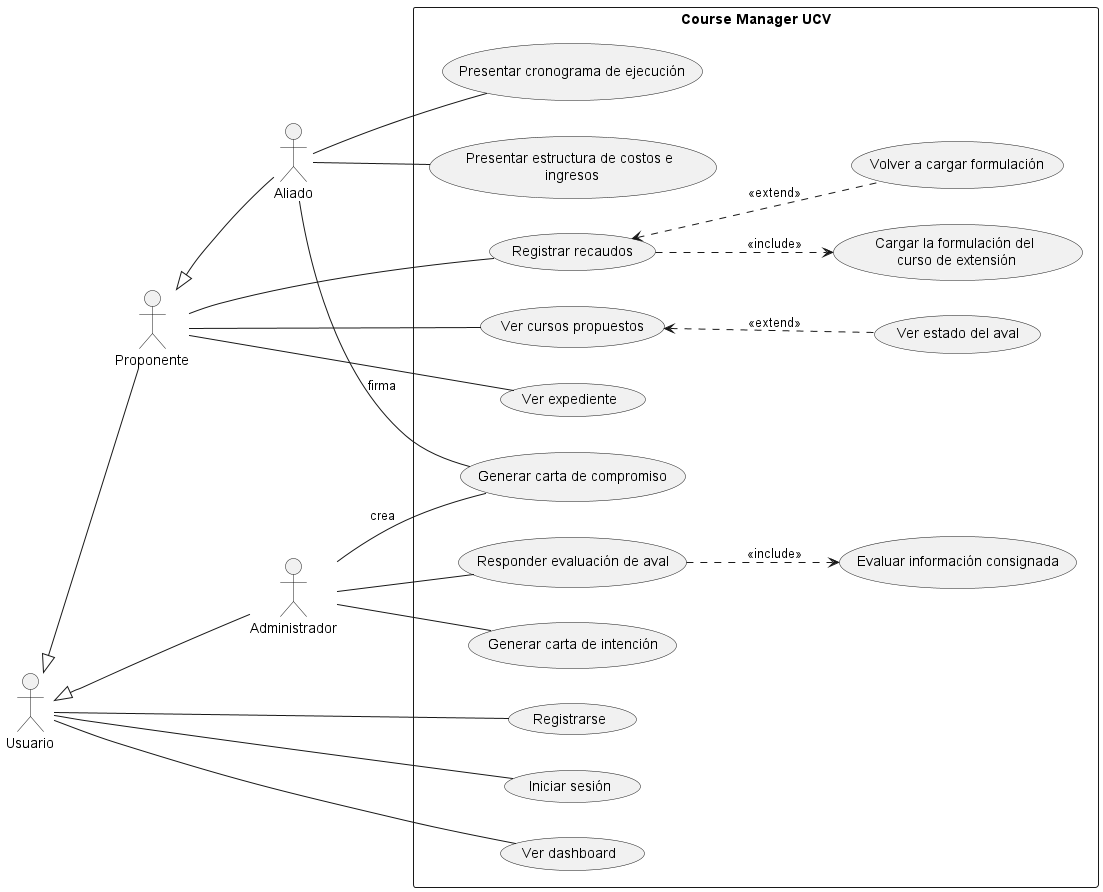 Course Manager UCV
Presentar cronograma de ejecución
Presentar estructura de costos e
ingresos
Volver a cargar formulación
Aliado
«extend»
Registrar recaudos
«include»
Cargar la formulación del
curso de extensión
Proponente
Ver cursos propuestos
«extend»
Ver estado del aval
firma
Ver expediente
Generar carta de compromiso
crea
Responder evaluación de aval
«include»
Evaluar información consignada
Administrador
Generar carta de intención
Usuario
Registrarse
Iniciar sesión
Ver dashboard